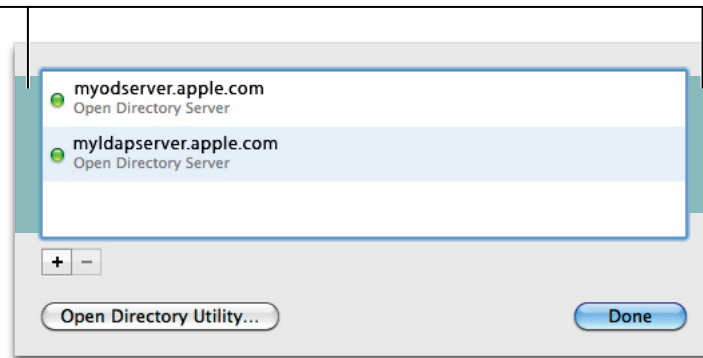 myodserver.apple.com
Open Directory Server
myldapserver.apple.com
Open Directory Server
+ −
Open Directory Utility... Done